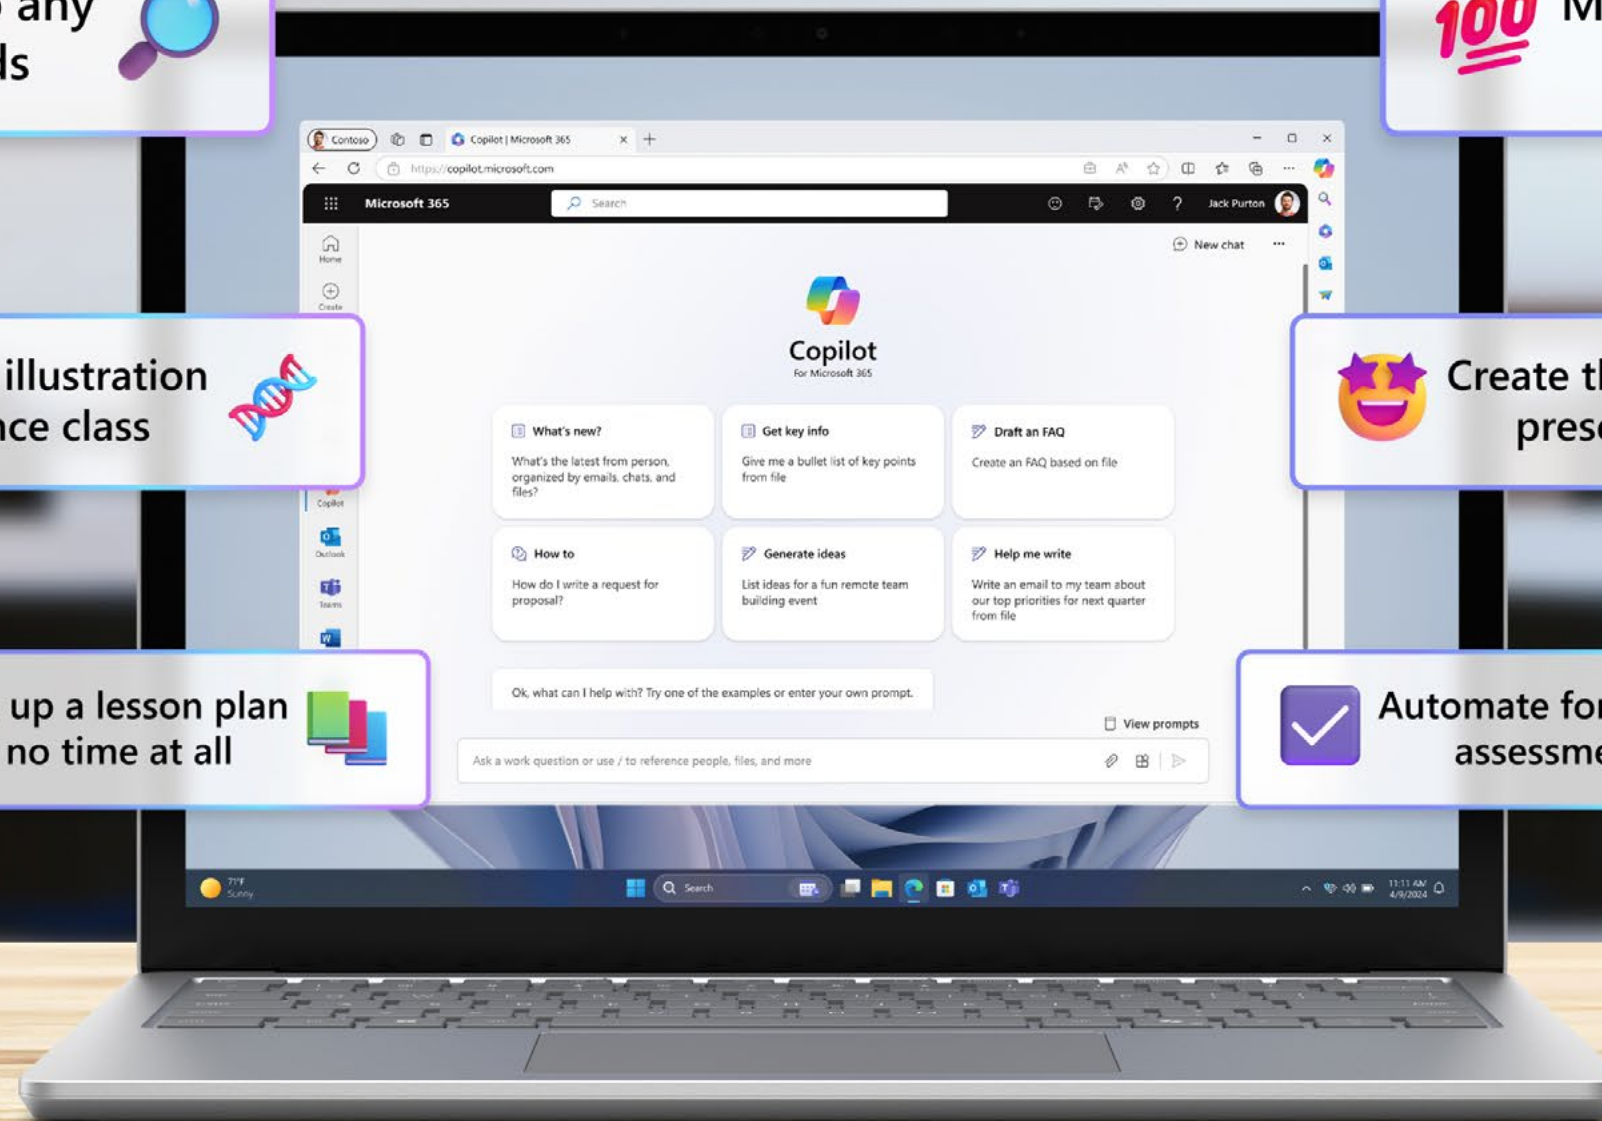 any
ds
100 M
Contoso
Copilot | Microsoft 365
https://copilot.microsoft.com
Microsoft 365
Search
Jack Purton
Home
New chat
Create
Copilot
For Microsoft 365
illustration
nce class
Create th
prese
What's new?
What's the latest from person,
organized by emails, chats, and
files?
Get key info
Give me a bullet list of key points
from file
Draft an FAQ
Create an FAQ based on file
Copilot
Outlook
Teams
How to
How do I write a request for
proposal?
Generate ideas
List ideas for a fun remote team
building event
Help me write
Write an email to my team about
our top priorities for next quarter
from file
up a lesson plan
no time at all
Ok, what can I help with? Try one of the examples or enter your own prompt.
View prompts
Ask a work question or use / to reference people, files, and more
Automate for
assessme
71°F
Sunny
Search
11:11 AM
4/9/2024